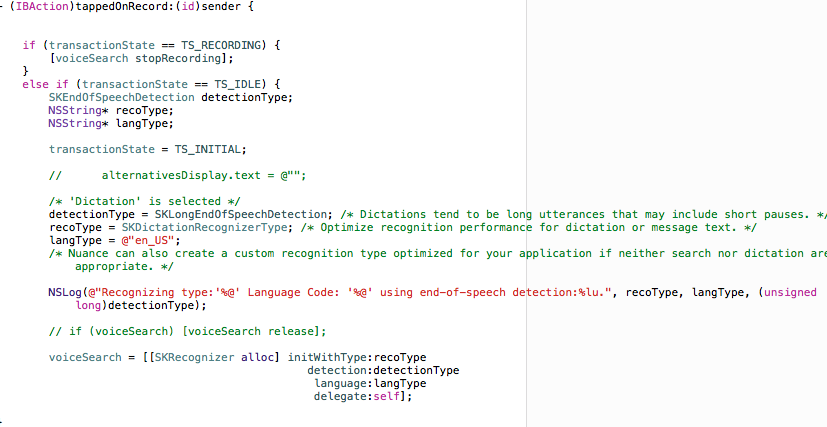 - (IBAction)tappedOnRecord:(id)sender {
if (transactionState == TS_RECORDING) {
[voiceSearch stopRecording];
}
else if (transactionState == TS_IDLE) {
SKEndOfSpeechDetection detectionType;
NSString* recoType;
NSString* langType;
transactionState = TS_INITIAL;
// alternativesDisplay.text = @"";
/* 'Dictation' is selected */
detectionType = SKLongEndOfSpeechDetection; /* Dictations tend to be long utterances that may include short pauses. */
recoType = SKDictationRecognizerType; /* Optimize recognition performance for dictation or message text. */
langType = @"en_US";
/* Nuance can also create a custom recognition type optimized for your application if neither search nor dictation are
appropriate. */
NSLog(@"Recognizing type:'%@' Language Code: '%@' using end-of-speech detection:%lu.", recoType, langType, (unsigned
long)detectionType);
// if (voiceSearch) [voiceSearch release];
voiceSearch = [[SKRecognizer alloc] initWithType:recoType
detection:detectionType
language:langType
delegate:self];